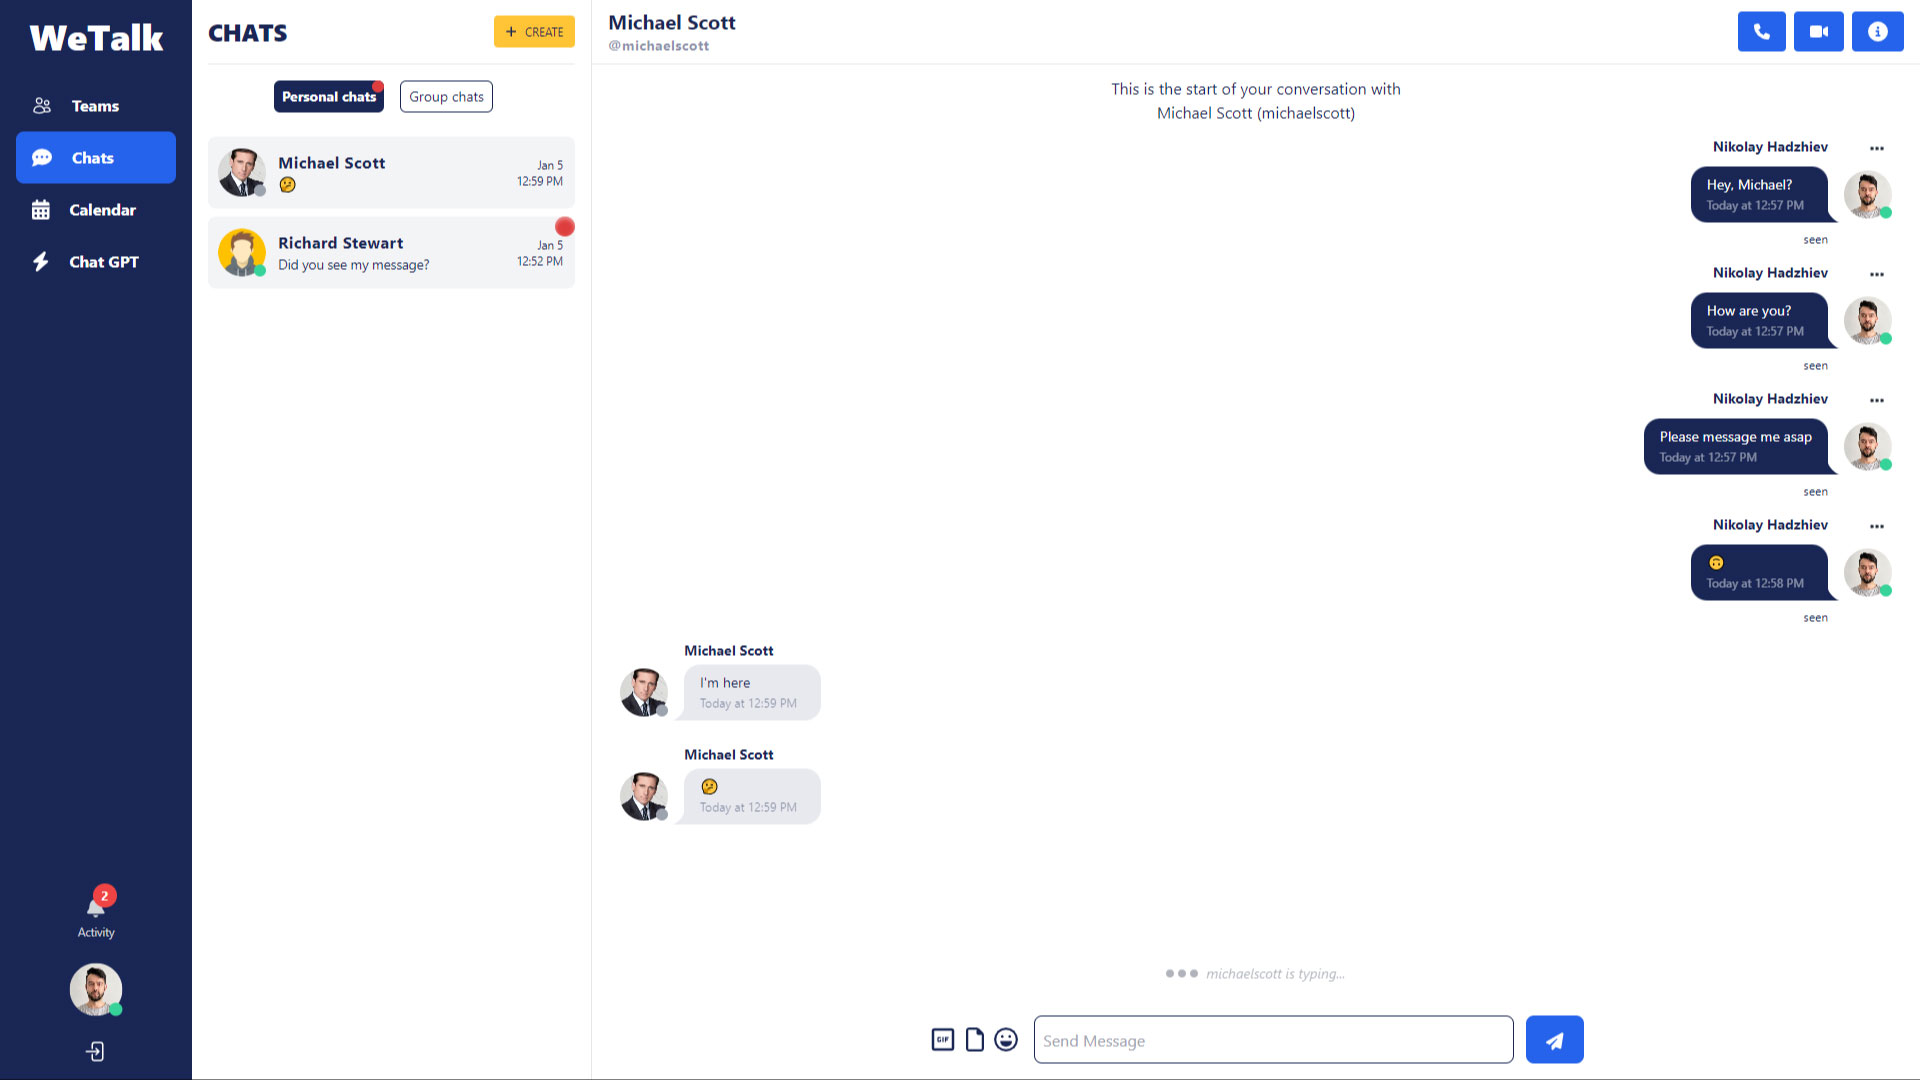 WeTalk
Teams
Chats
Calendar
Chat GPT
2
Activity
CHATS
+ CREATE
Personal chats
Group chats
Michael Scott
Jan 5
12:59 PM
Richard Stewart
Did you see my message?
Jan 5
12:52 PM
Michael Scott
@michaelscott
This is the start of your conversation with
Michael Scott (michaelscott)
Nikolay Hadzhiev
Hey, Michael?
Today at 12:57 PM
seen
Nikolay Hadzhiev
How are you?
Today at 12:57 PM
seen
Nikolay Hadzhiev
Please message me asap
Today at 12:57 PM
seen
Nikolay Hadzhiev
🙃
Today at 12:58 PM
seen
Michael Scott
I'm here
Today at 12:59 PM
Michael Scott
Today at 12:59 PM
michaelscott is typing...
GIF
Send Message